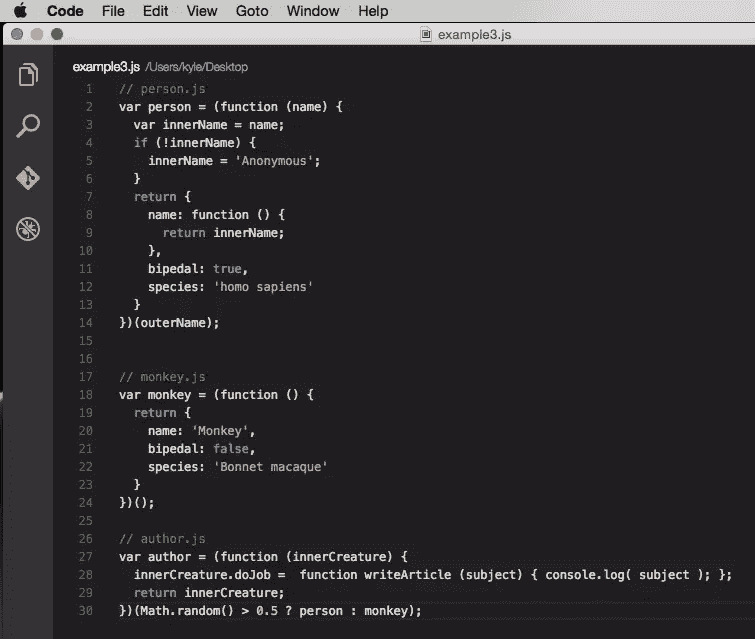 Code File Edit View Goto Window Help
example3.js
example3.js /Users/kyle/Desktop
1 // person.js
2 var person = (function (name) {
3   var innerName = name;
4   if (!innerName) {
5     innerName = 'Anonymous';
6   }
7   return {
8     name: function () {
9       return innerName;
10     },
11     bipedal: true,
12     species: 'homo sapiens'
13   }
14 })(outerName);
15
16
17 // monkey.js
18 var monkey = (function () {
19   return {
20     name: 'Monkey',
21     bipedal: false,
22     species: 'Bonnet macaque'
23   }
24 })();
25
26 // author.js
27 var author = (function (innerCreature) {
28   innerCreature.doJob =  function writeArticle (subject) { console.log( subject ); };
29   return innerCreature;
30 })(Math.random() > 0.5 ? person : monkey);